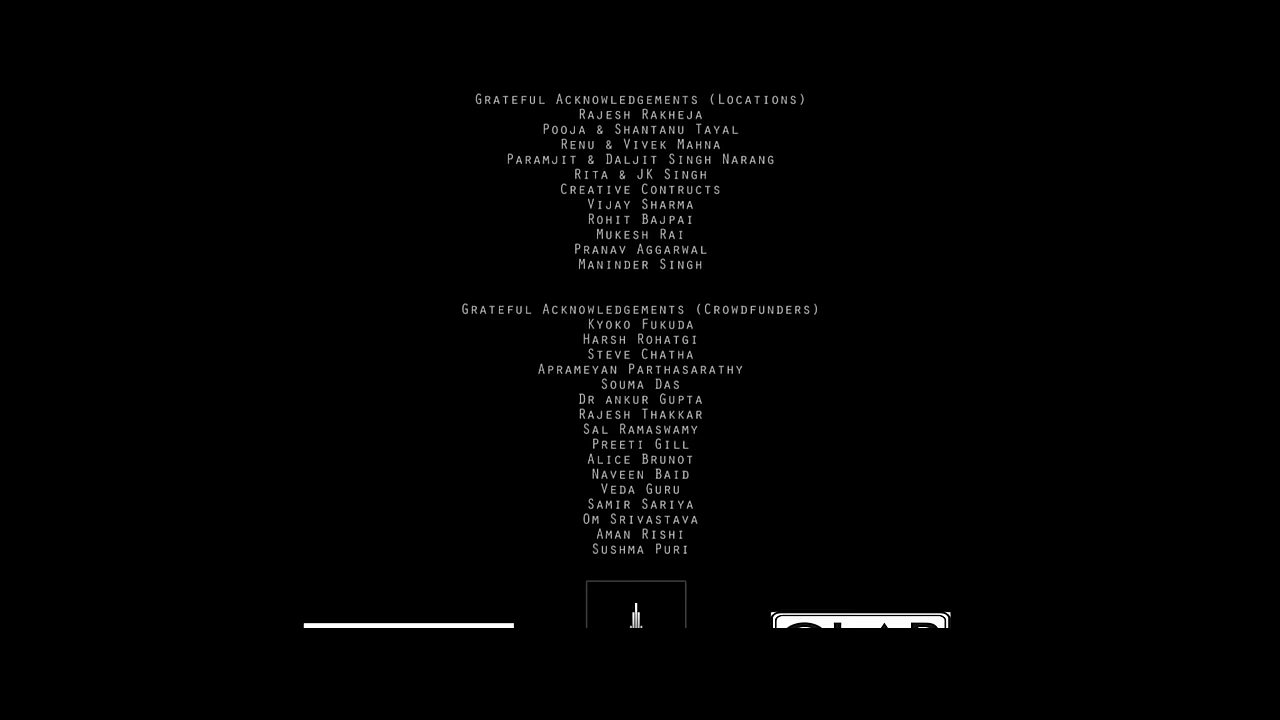 Grateful Acknowledgements (Locations)
Rajesh Rakheja
Pooja & Shantanu Tayal
Renu & Vivek Mahna
Paramjit & Daljit Singh Narang
Rita & JK Singh
Creative Contructs
Vijay Sharma
Rohit Bajpai
Mukesh Rai
Pranav Aggarwal
Maninder Singh
Grateful Acknowledgements (Crowdfunders)
Kyoko Fukuda
Harsh Rohatgi
Steve Chatha
Aprameyan Parthasarathy
Souma Das
Dr ankur Gupta
Rajesh Thakkar
Sal Ramaswamy
Preeti Gill
Alice Brunot
Naveen Baid
Veda Guru
Samir Sariya
Om Srivastava
Aman Rishi
Sushma Puri